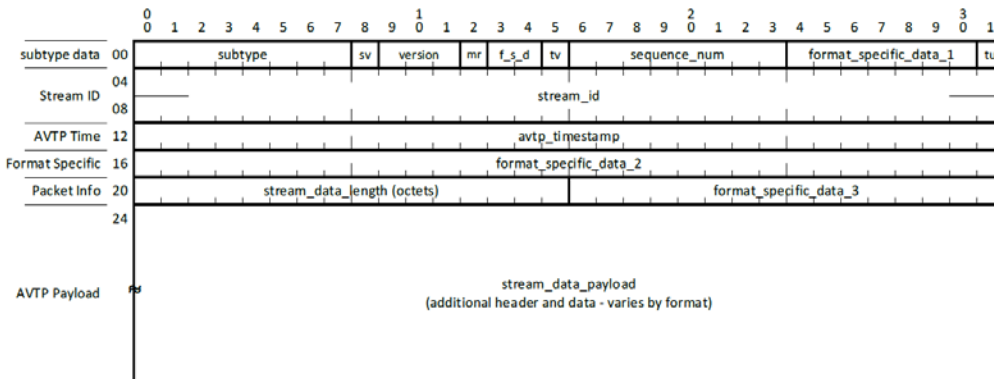 0 1 2 3
0 1 2 3 4 5 6 7 8 9 0 1 2 3 4 5 6 7 8 9 0 1 2 3 4 5 6 7 8 9 0 1
subtype data 00 subtype sv version mr f_s_d tv sequence_num format_specific_data_1 tu
04
Stream ID stream_id
08
AVTP Time 12 avtp_timestamp
Format Specific 16 format_specific_data_2
Packet Info 20 stream_data_length (octets) format_specific_data_3
24
AVTP Payload stream_data_payload
(additional header and data - varies by format)